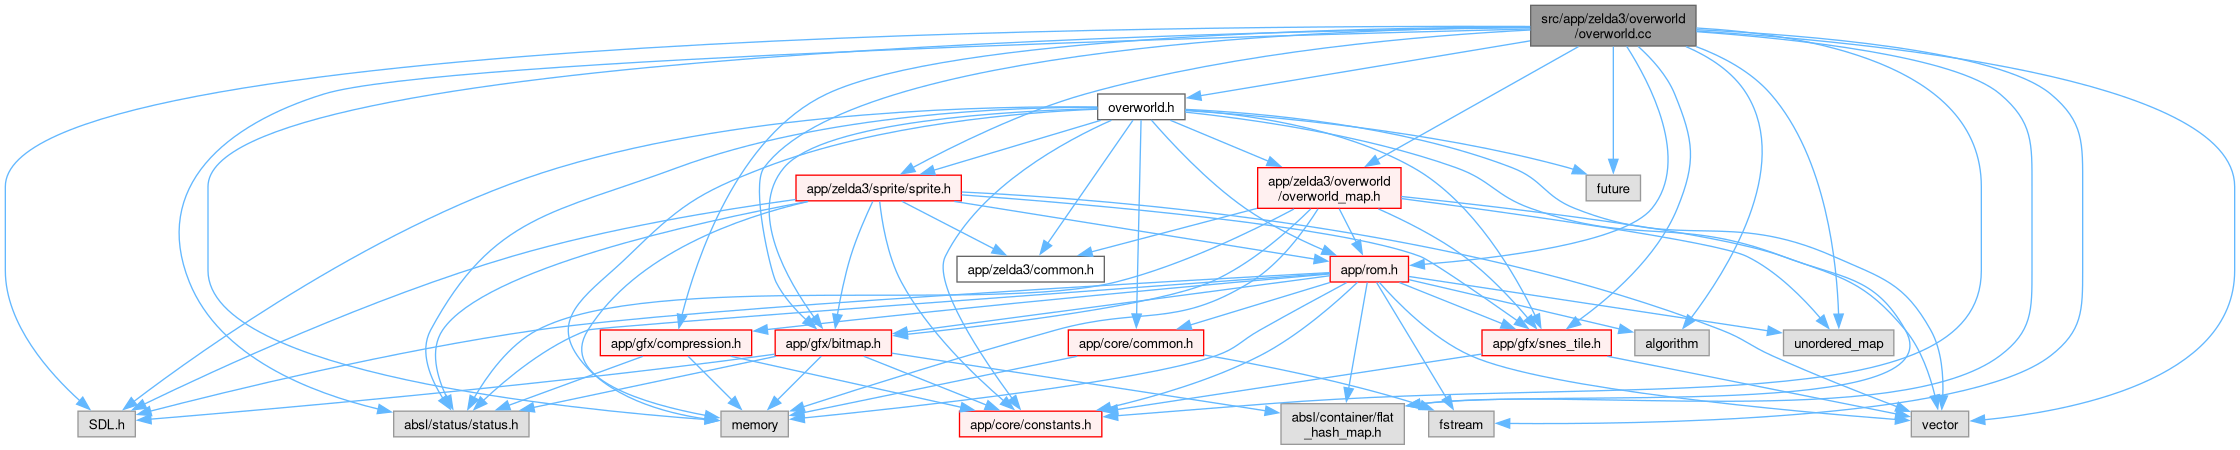 src/app/zelda3/overworld
/overworld.cc
overworld.h
app/zelda3/sprite/sprite.h
app/zelda3/overworld
/overworld_map.h
future
app/zelda3/common.h
app/rom.h
app/gfx/compression.h
app/gfx/bitmap.h
app/core/common.h
app/gfx/snes_tile.h
algorithm
unordered_map
SDL.h
absl/status/status.h
memory
app/core/constants.h
absl/container/flat
_hash_map.h
fstream
vector